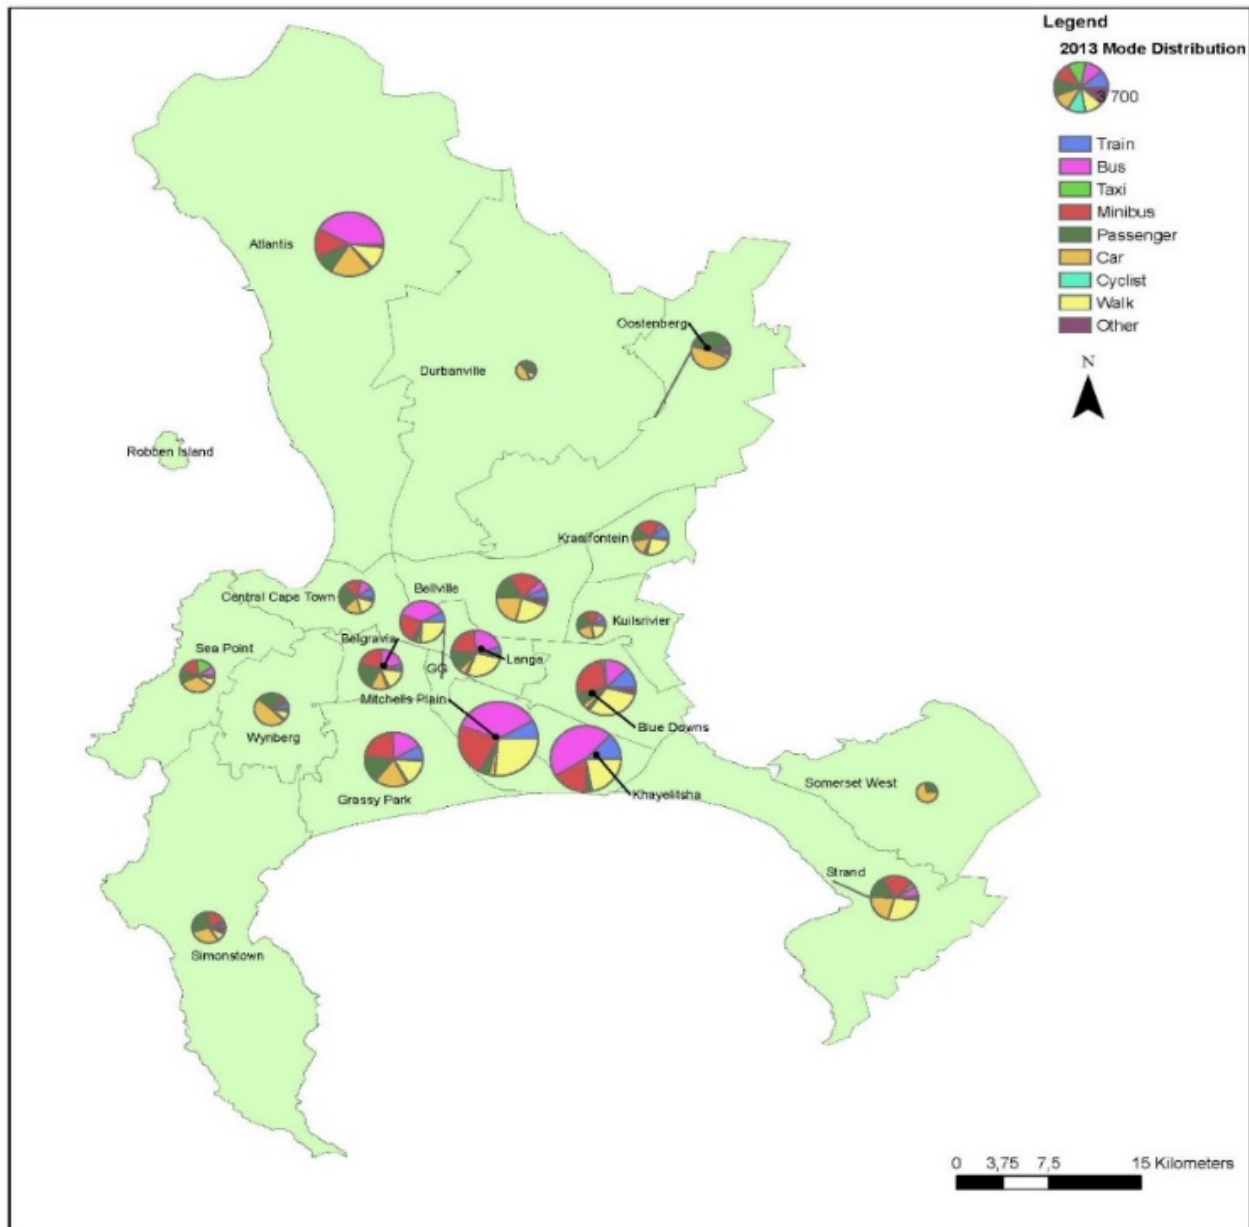 Legend
2013 Mode Distribution
3 700
Train
Bus
Taxi
Minibus
Passenger
Car
Cyclist
Walk
Other
N
Atlantis
Oostenberg
Durbanville
Robben Island
Kraaifontein
Central Cape Town
Bellville
Kuilsrivier
Belgravia
Sea Point
GG
Langa
Mitchells Plain
Blue Downs
Wynberg
Grassy Park
Khayelitsha
Somerset West
Strand
Simonstown
0 3,75 7,5 15 Kilometers